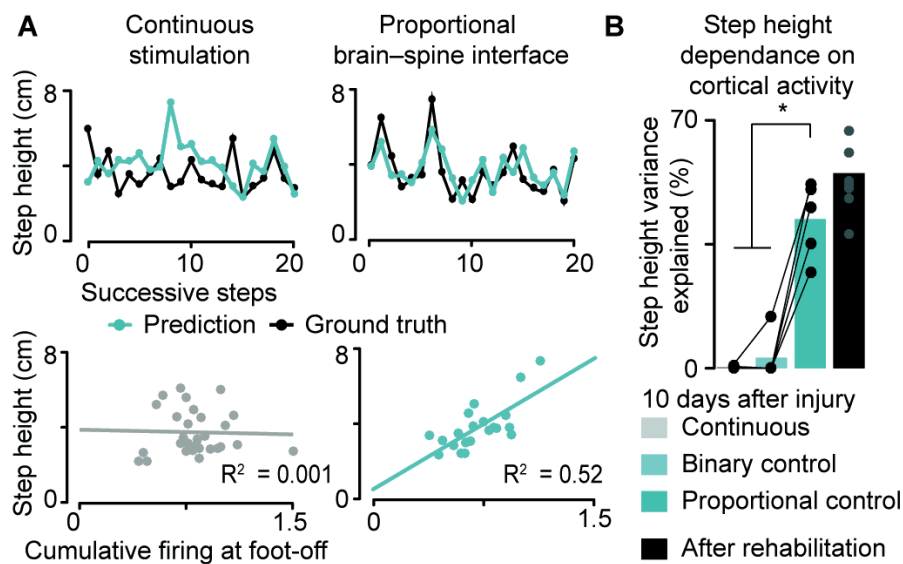 A
Continuous
stimulation
Proportional
brain–spine interface
Step height (cm)
8
0
0
20
8
0
0
20
Successive steps
Prediction
Ground truth
Step height (cm)
8
0
0
1.5
R² = 0.001
8
0
0
1.5
R² = 0.52
Cumulative firing at foot-off
B
Step height
dependance on
cortical activity
*
Step height variance
explained (%)
70
0
10 days after injury
Continuous
Binary control
Proportional control
After rehabilitation